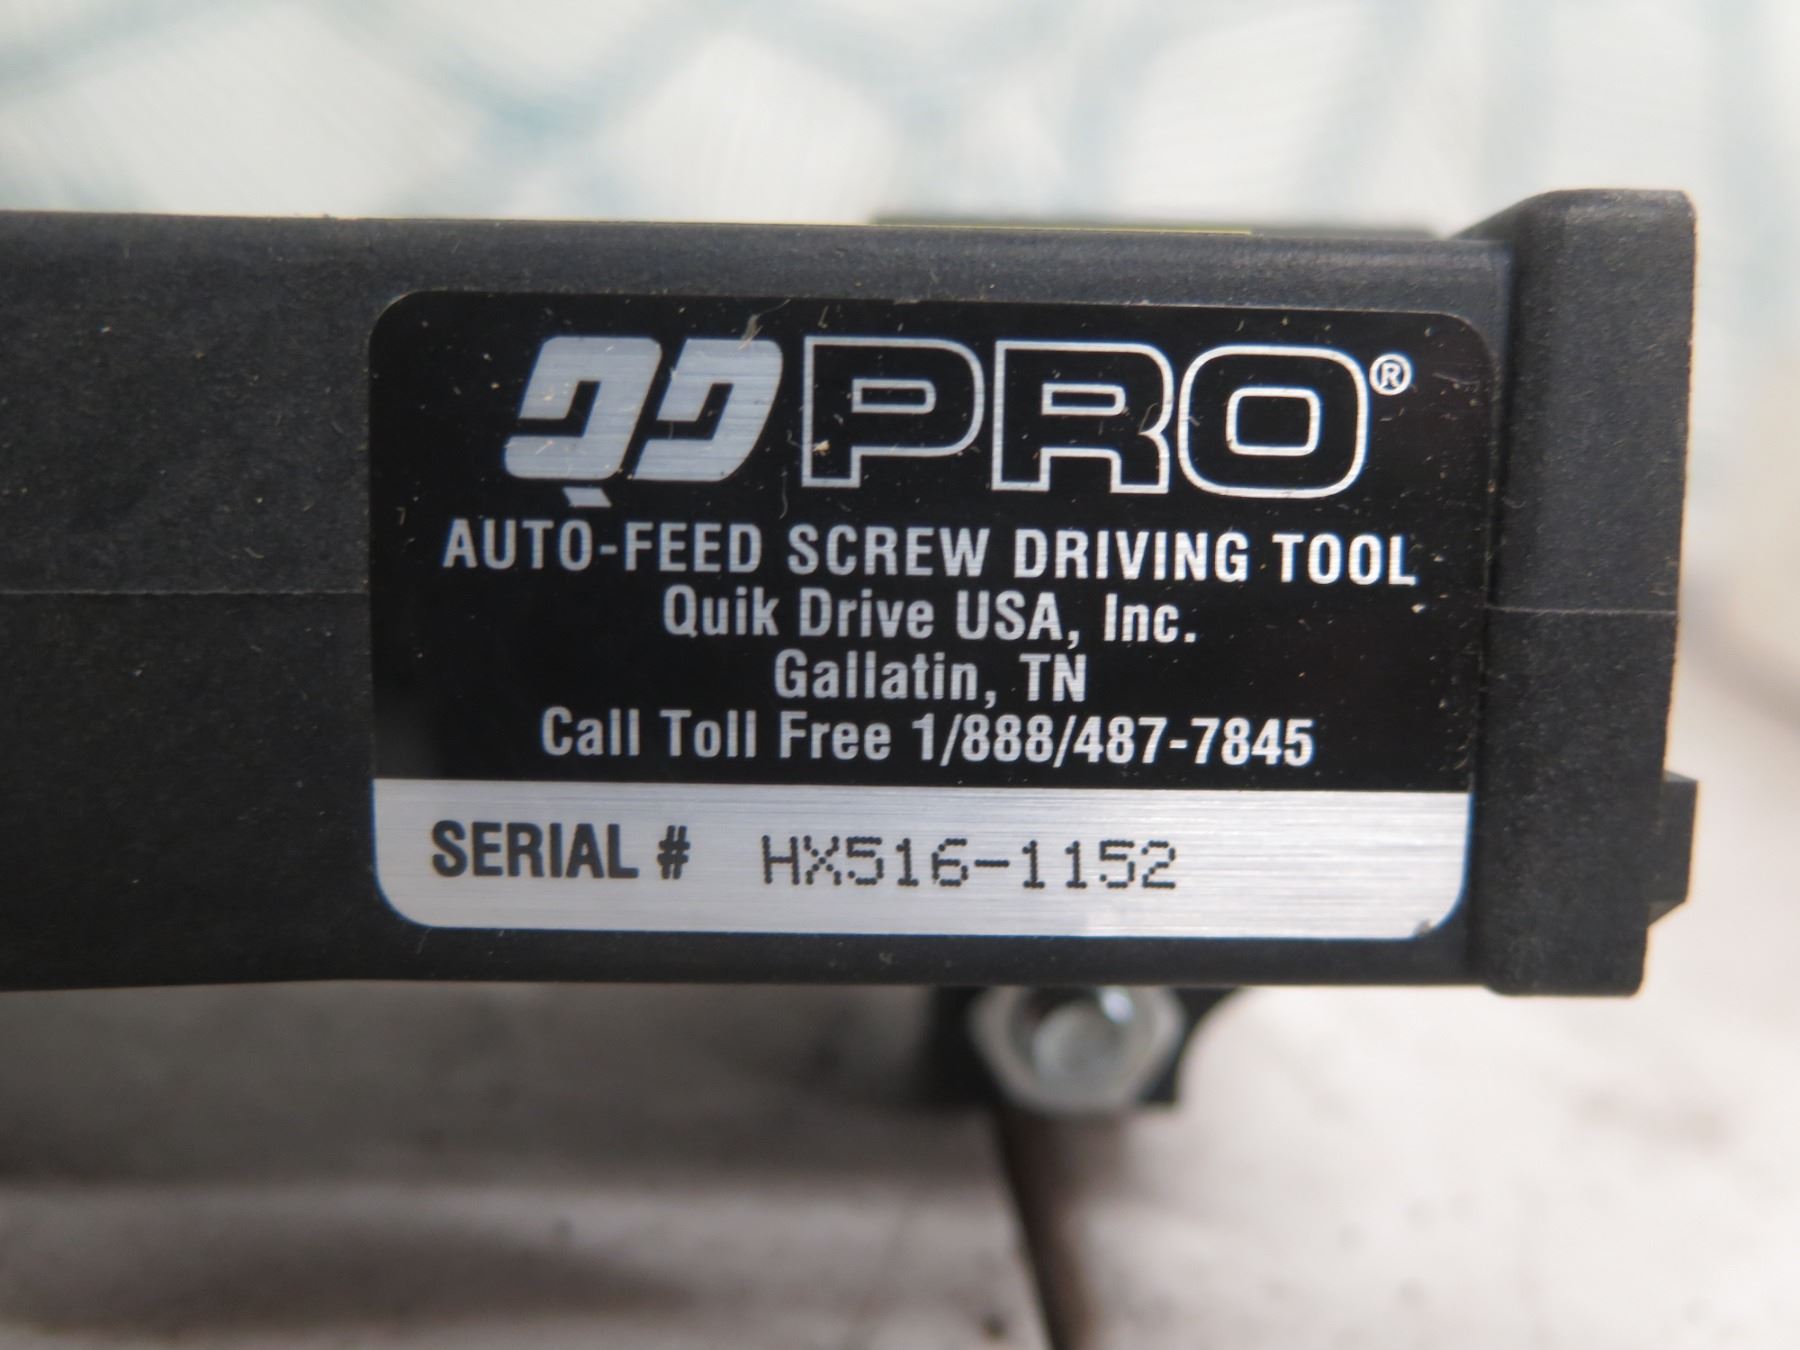 QD PRO®
AUTO-FEED SCREW DRIVING TOOL
Quik Drive USA, Inc.
Gallatin, TN
Call Toll Free 1/888/487-7845
SERIAL # HX516-1152